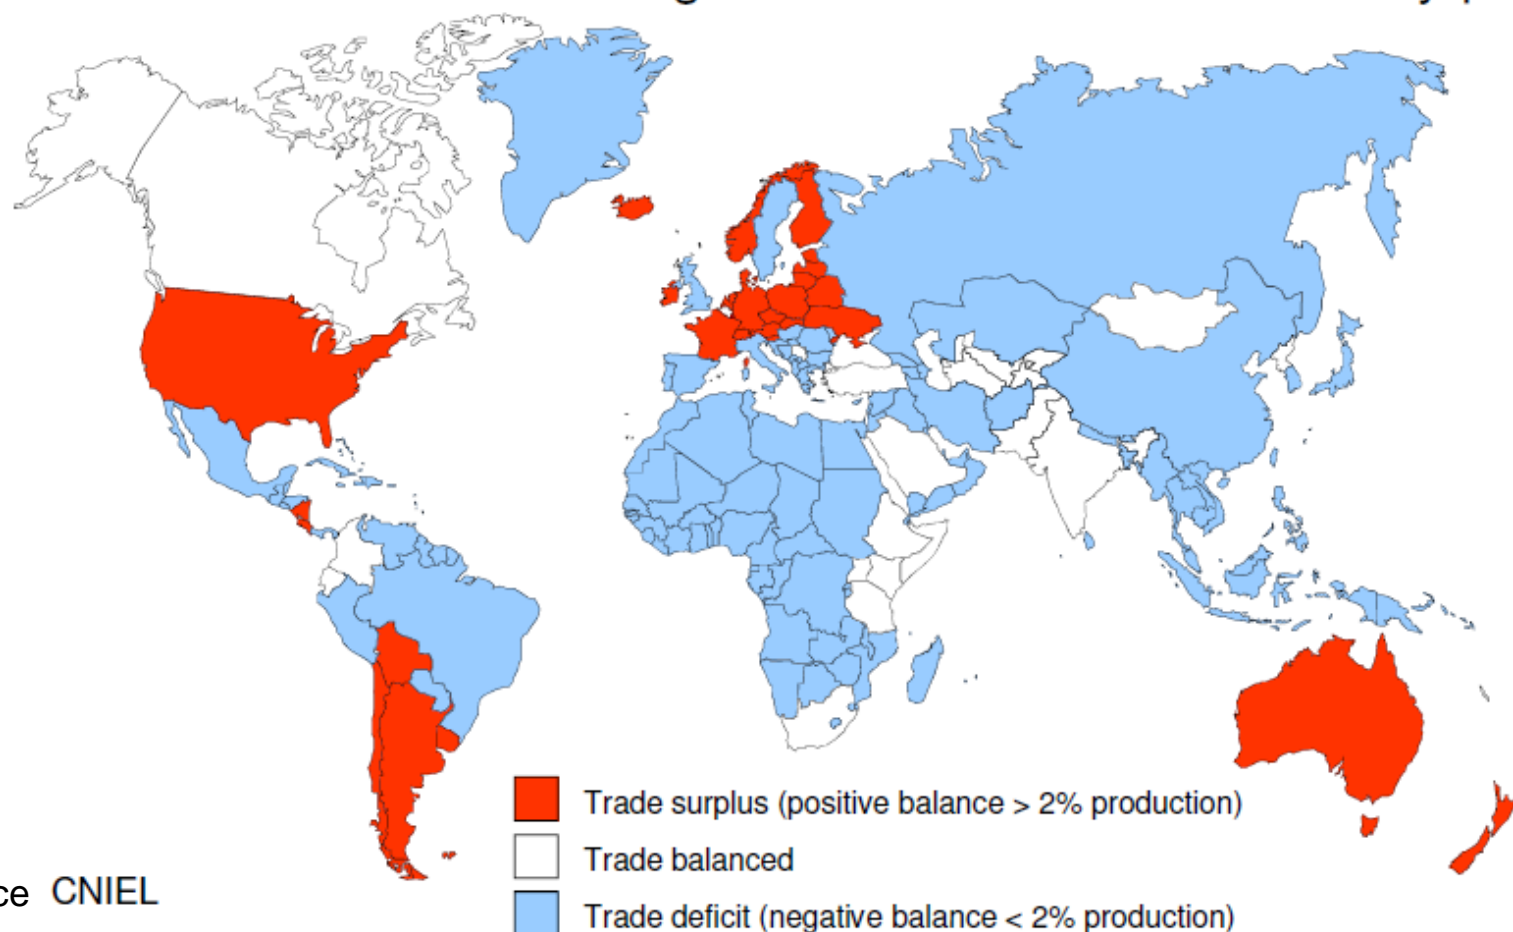 Trade surplus (positive balance > 2% production)
Trade balanced
CNIEL
Trade deficit (negative balance < 2% production)